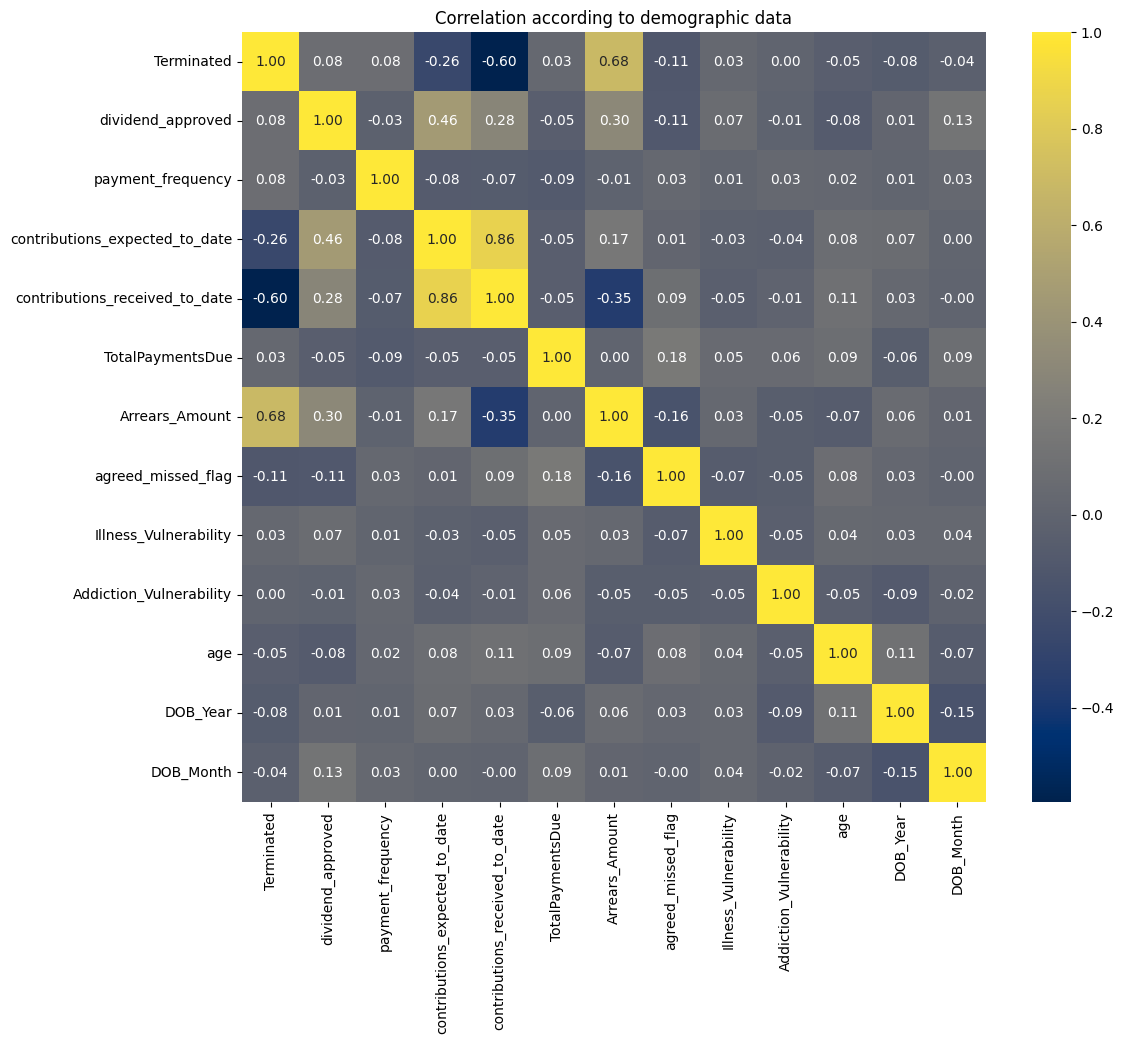 Correlation according to demographic data
Terminated 1.00 0.08 0.08 -0.26 -0.60 0.03 0.68 -0.11 0.03 0.00 -0.05 -0.08 -0.04
dividend_approved 0.08 1.00 -0.03 0.46 0.28 -0.05 0.30 -0.11 0.07 -0.01 -0.08 0.01 0.13
payment_frequency 0.08 -0.03 1.00 -0.08 -0.07 -0.09 -0.01 0.03 0.01 0.03 0.02 0.01 0.03
contributions_expected_to_date -0.26 0.46 -0.08 1.00 0.86 -0.05 0.17 0.01 -0.03 -0.04 0.08 0.07 0.00
contributions_received_to_date -0.60 0.28 -0.07 0.86 1.00 -0.05 -0.35 0.09 -0.05 -0.01 0.11 0.03 -0.00
TotalPaymentsDue 0.03 -0.05 -0.09 -0.05 -0.05 1.00 0.00 0.18 0.05 0.06 0.09 -0.06 0.09
Arrears_Amount 0.68 0.30 -0.01 0.17 -0.35 0.00 1.00 -0.16 0.03 -0.05 -0.07 0.06 0.01
agreed_missed_flag -0.11 -0.11 0.03 0.01 0.09 0.18 -0.16 1.00 -0.07 -0.05 0.08 0.03 -0.00
Illness_Vulnerability 0.03 0.07 0.01 -0.03 -0.05 0.05 0.03 -0.07 1.00 -0.05 0.04 0.03 0.04
Addiction_Vulnerability 0.00 -0.01 0.03 -0.04 -0.01 0.06 -0.05 -0.05 -0.05 1.00 -0.05 -0.09 -0.02
age -0.05 -0.08 0.02 0.08 0.11 0.09 -0.07 0.08 0.04 -0.05 1.00 0.11 -0.07
DOB_Year -0.08 0.01 0.01 0.07 0.03 -0.06 0.06 0.03 0.03 -0.09 0.11 1.00 -0.15
DOB_Month -0.04 0.13 0.03 0.00 -0.00 0.09 0.01 -0.00 0.04 -0.02 -0.07 -0.15 1.00
Terminated
dividend_approved
payment_frequency
contributions_expected_to_date
contributions_received_to_date
TotalPaymentsDue
Arrears_Amount
agreed_missed_flag
Illness_Vulnerability
Addiction_Vulnerability
age
DOB_Year
DOB_Month
1.0
0.8
0.6
0.4
0.2
0.0
−0.2
−0.4